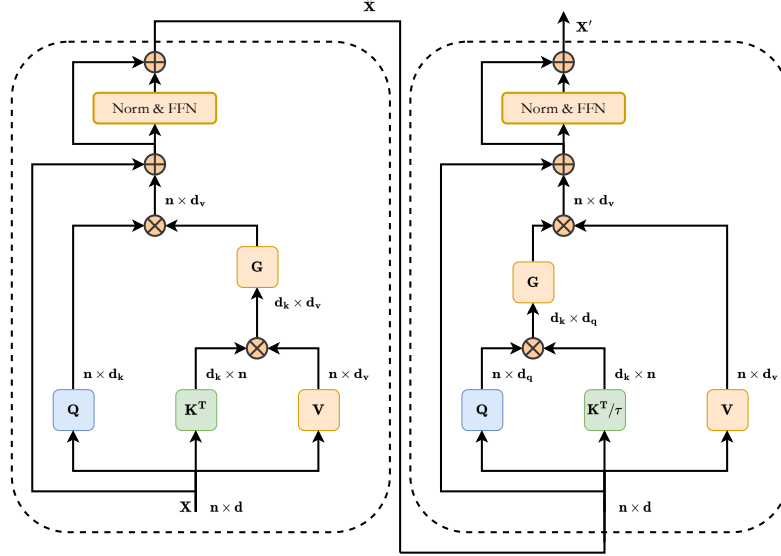 X
X′
Norm & FFN
Norm & FFN
n × d_v
n × d_v
G
G
d_k × d_v
d_k × d_q
n × d_k
d_k × n
n × d_v
n × d_q
d_k × n
n × d_v
Q
K^T
V
Q
K^T/τ
V
X
n × d
n × d